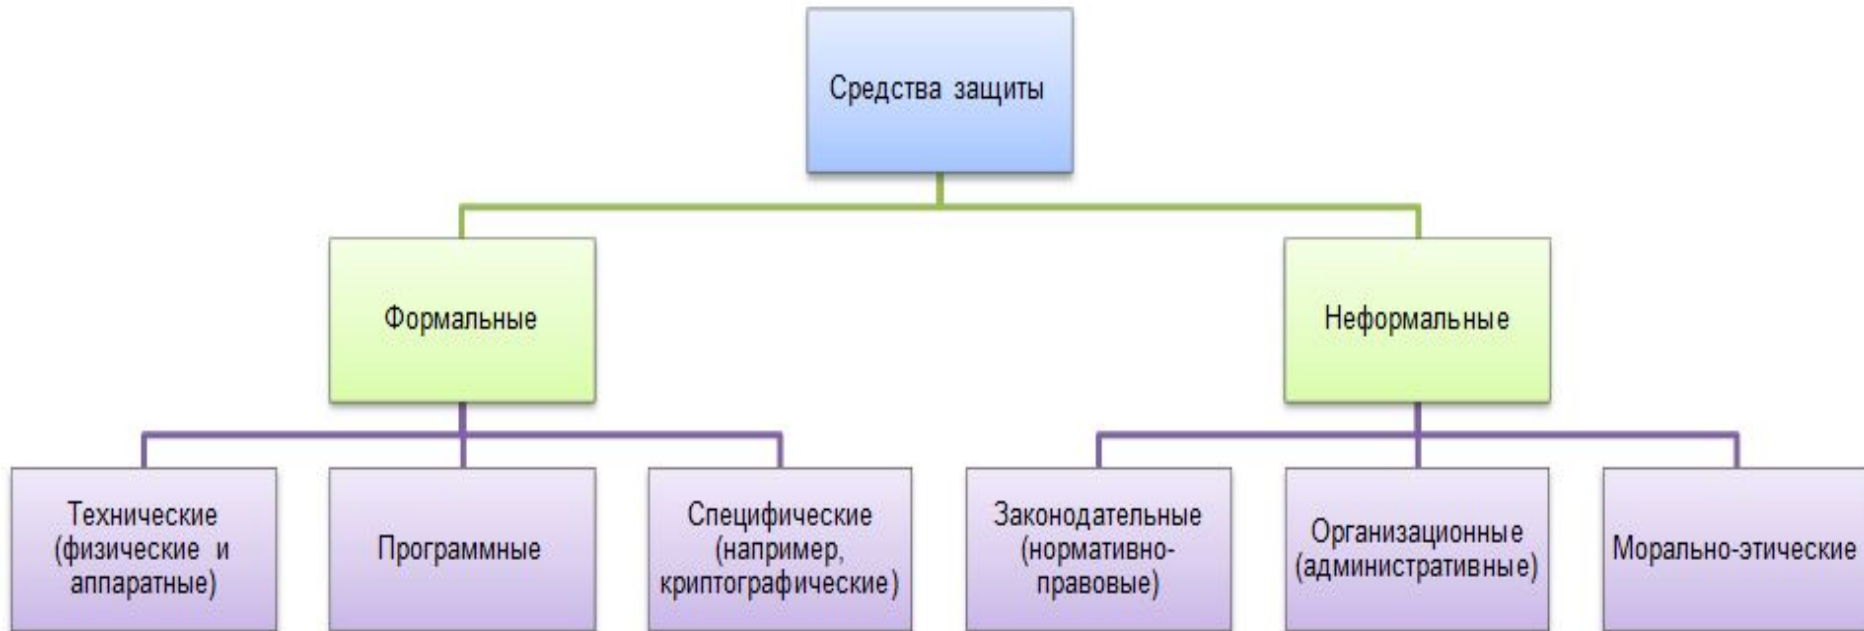 Средства защиты
Формальные
Неформальные
Технические
(физические и
аппаратные)
Программные
Специфические
(например,
криптографические)
Законодательные
(нормативно-
правовые)
Организационные
(административные)
Морально-этические